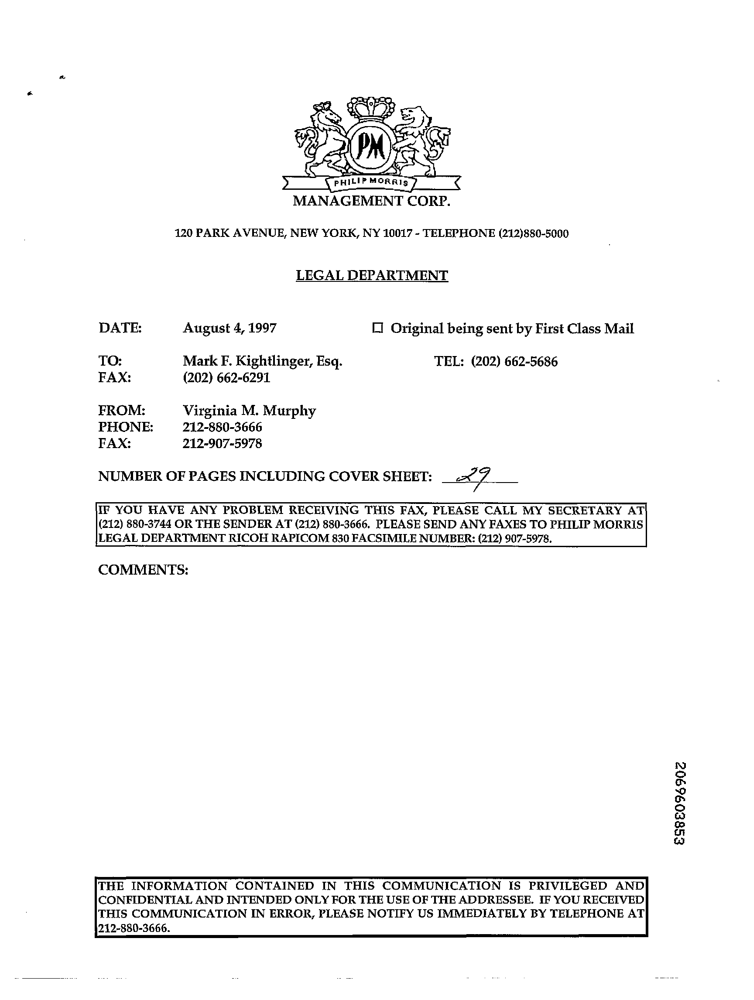 PM
PHILIP MORRIS
MANAGEMENT CORP.
120 PARK AVENUE, NEW YORK, NY 10017 - TELEPHONE (212)880-5000
LEGAL DEPARTMENT
DATE: August 4, 1997 ☐ Original being sent by First Class Mail
TO: Mark F. Kightlinger, Esq. TEL: (202) 662-5686
FAX: (202) 662-6291
FROM: Virginia M. Murphy
PHONE: 212-880-3666
FAX: 212-907-5978
NUMBER OF PAGES INCLUDING COVER SHEET: 29
IF YOU HAVE ANY PROBLEM RECEIVING THIS FAX, PLEASE CALL MY SECRETARY AT
(212) 880-3744 OR THE SENDER AT (212) 880-3666. PLEASE SEND ANY FAXES TO PHILIP MORRIS
LEGAL DEPARTMENT RICOH RAPICOM 830 FACSIMILE NUMBER: (212) 907-5978.
COMMENTS:
2069603853
THE INFORMATION CONTAINED IN THIS COMMUNICATION IS PRIVILEGED AND
CONFIDENTIAL AND INTENDED ONLY FOR THE USE OF THE ADDRESSEE. IF YOU RECEIVED
THIS COMMUNICATION IN ERROR, PLEASE NOTIFY US IMMEDIATELY BY TELEPHONE AT
212-880-3666.